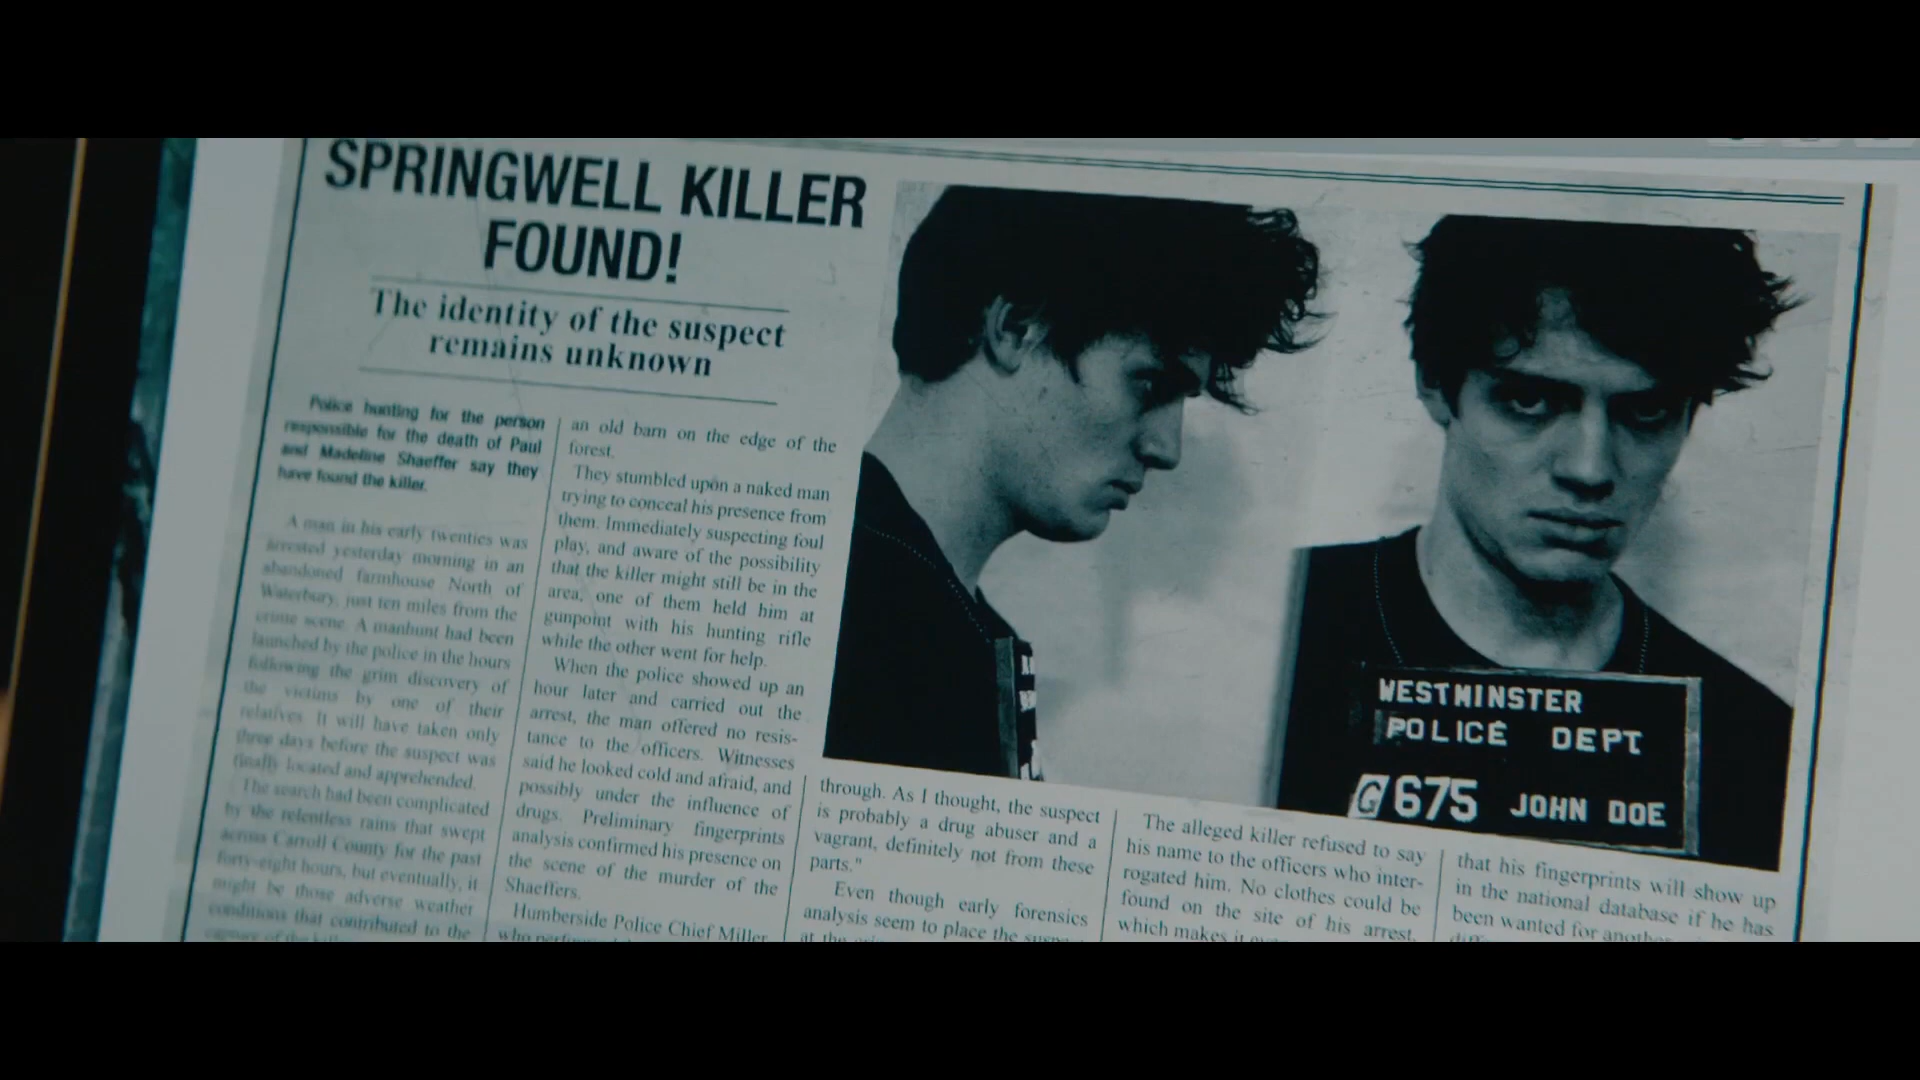 SPRINGWELL KILLER
FOUND!
The identity of the suspect
remains unknown
Police hunting for the person
responsible for the death of Paul
and Madeline Shaeffer say they
have found the killer.
A man in his early twenties was
arrested yesterday morning in an
abandoned farmhouse North of
Waterbury, just ten miles from the
crime scene. A manhunt had been
launched by the police in the hours
following the grim discovery of
the victims by one of their
relatives. It will have taken only
three days before the suspect was
finally located and apprehended.
The search had been complicated
by the relentless rains that swept
across Carroll County for the past
forty-eight hours, but eventually, it
might be those adverse weather
conditions that contributed to the
capture of the
an old barn on the edge of the
forest.
They stumbled upon a naked man
trying to conceal his presence from
them. Immediately suspecting foul
play, and aware of the possibility
that the killer might still be in the
area, one of them held him at
gunpoint with his hunting rifle
while the other went for help.
When the police showed up an
hour later and carried out the
arrest, the man offered no resis-
tance to the officers. Witnesses
said he looked cold and afraid, and
possibly under the influence of
drugs. Preliminary fingerprints
analysis confirmed his presence on
the scene of the murder of the
Shaeffers.
Humberside Police Chief Miller,
who
through. As I thought, the suspect
is probably a drug abuser and a
vagrant, definitely not from these
parts."
Even though early forensics
analysis seem to place the suspect
at the
The alleged killer refused to say
his name to the officers who inter-
rogated him. No clothes could be
found on the site of his arrest,
which makes it
that his fingerprints will show up
in the national database if he has
been wanted for another
WESTMINSTER
POLICE DEPT
G675 JOHN DOE